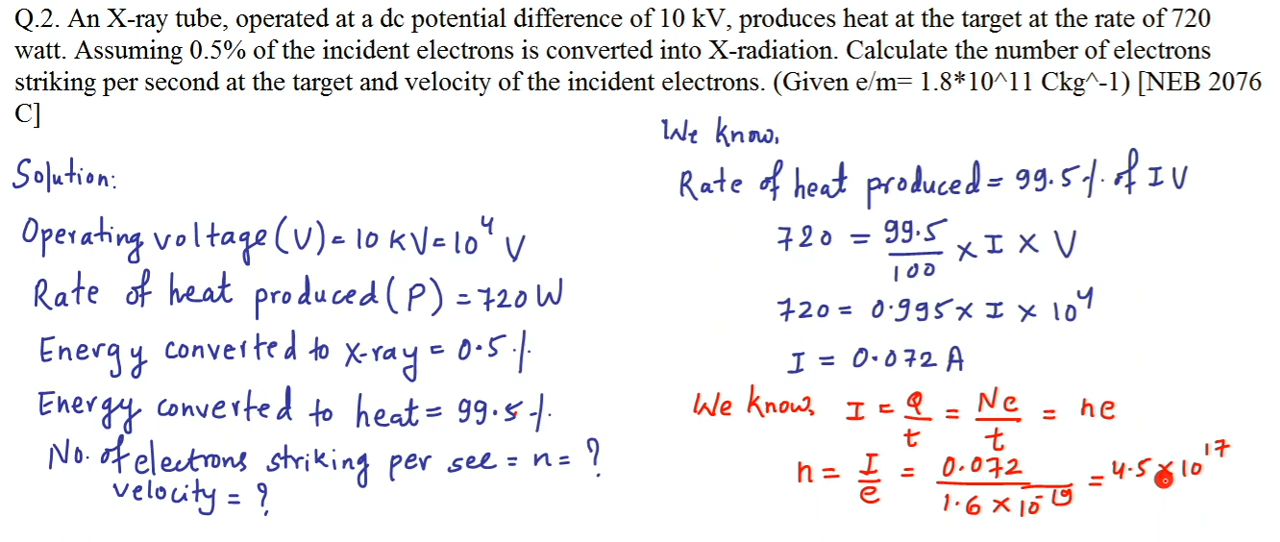 Q.2. An X-ray tube, operated at a dc potential difference of 10 kV, produces heat at the target at the rate of 720
watt. Assuming 0.5% of the incident electrons is converted into X-radiation. Calculate the number of electrons
striking per second at the target and velocity of the incident electrons. (Given e/m= 1.8*10^11 Ckg^-1) [NEB 2076
C]
Solution:
Operating voltage (V) = 10 KV = 10⁴ V
Rate of heat produced (P) = 720 W
Energy converted to X-ray = 0.5 %
Energy converted to heat = 99.5 %
No. of electrons striking per sec = n = ?
velocity = ?
We know,
Rate of heat produced = 99.5 % of IV
720 = 99.5/100 × I × V
720 = 0.995 × I × 10⁴
I = 0.072 A
We know, I = Q/t = Ne/t = ne
n = I/e = 0.072/1.6 × 10⁻¹⁹ = 4.5 × 10¹⁷